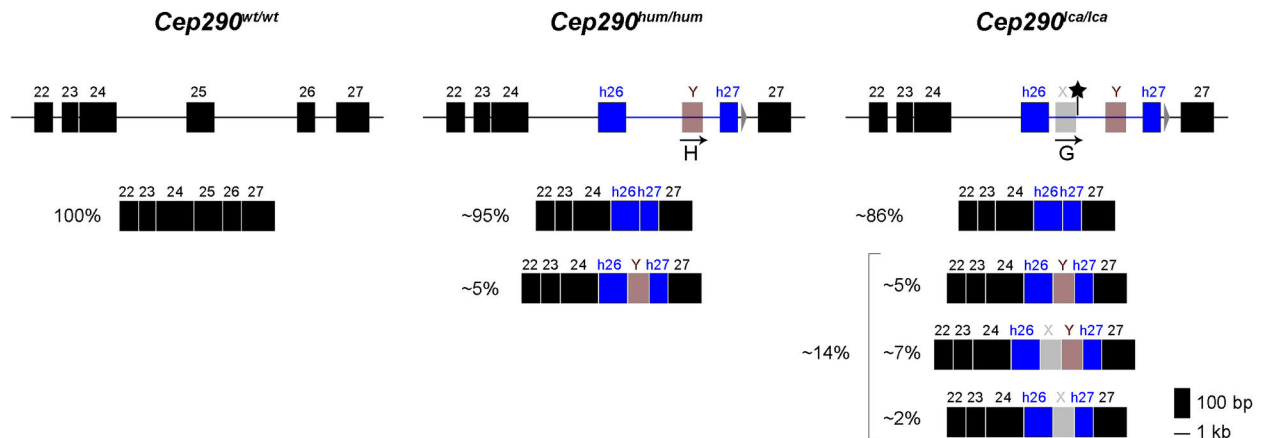 Cep290wt/wt
22 23 24 25 26 27
100%
22 23 24 25 26 27
Cep290hum/hum
22 23 24 h26 Y h27 27
H
~95%
22 23 24 h26 h27 27
~5%
22 23 24 h26 Y h27 27
Cep290lca/lca
22 23 24 h26 X Y h27 27
G
~86%
22 23 24 h26 h27 27
~14%
~5%
22 23 24 h26 Y h27 27
~7%
22 23 24 h26 X Y h27 27
~2%
22 23 24 h26 X h27 27
100 bp
1 kb